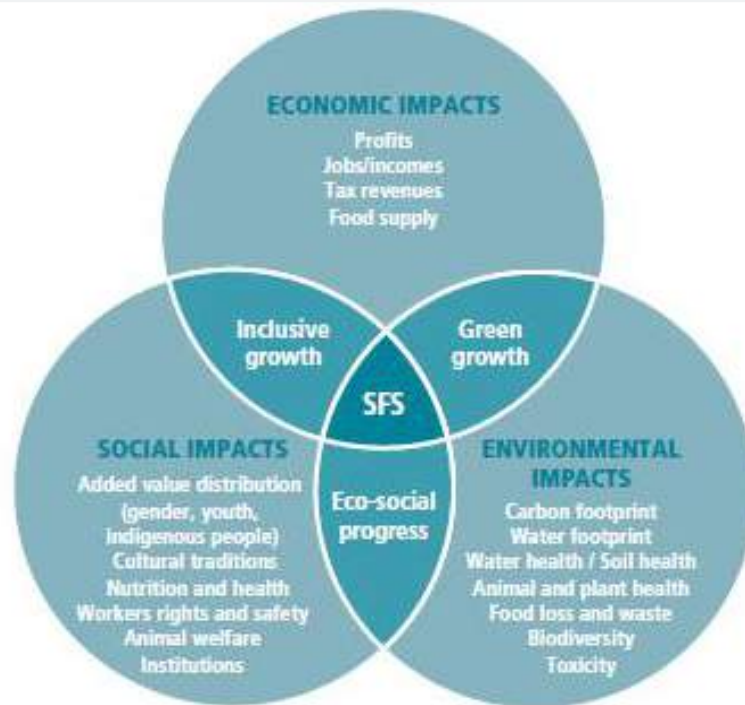 ECONOMIC IMPACTS
Profits
Jobs/incomes
Tax revenues
Food supply
Inclusive
growth
Green
growth
SFS
SOCIAL IMPACTS
Added value distribution
(gender, youth,
indigenous people)
Cultural traditions
Nutrition and health
Workers rights and safety
Animal welfare
Institutions
Eco-social
progress
ENVIRONMENTAL
IMPACTS
Carbon footprint
Water footprint
Water health / Soil health
Animal and plant health
Food loss and waste
Biodiversity
Toxicity